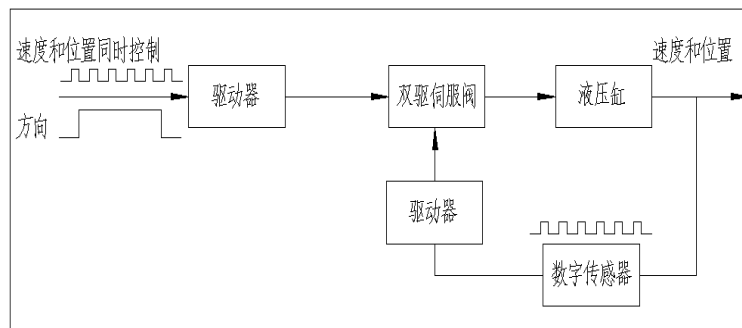 速度和位置同时控制
方向
驱动器
双驱伺服阀
液压缸
速度和位置
驱动器
数字传感器